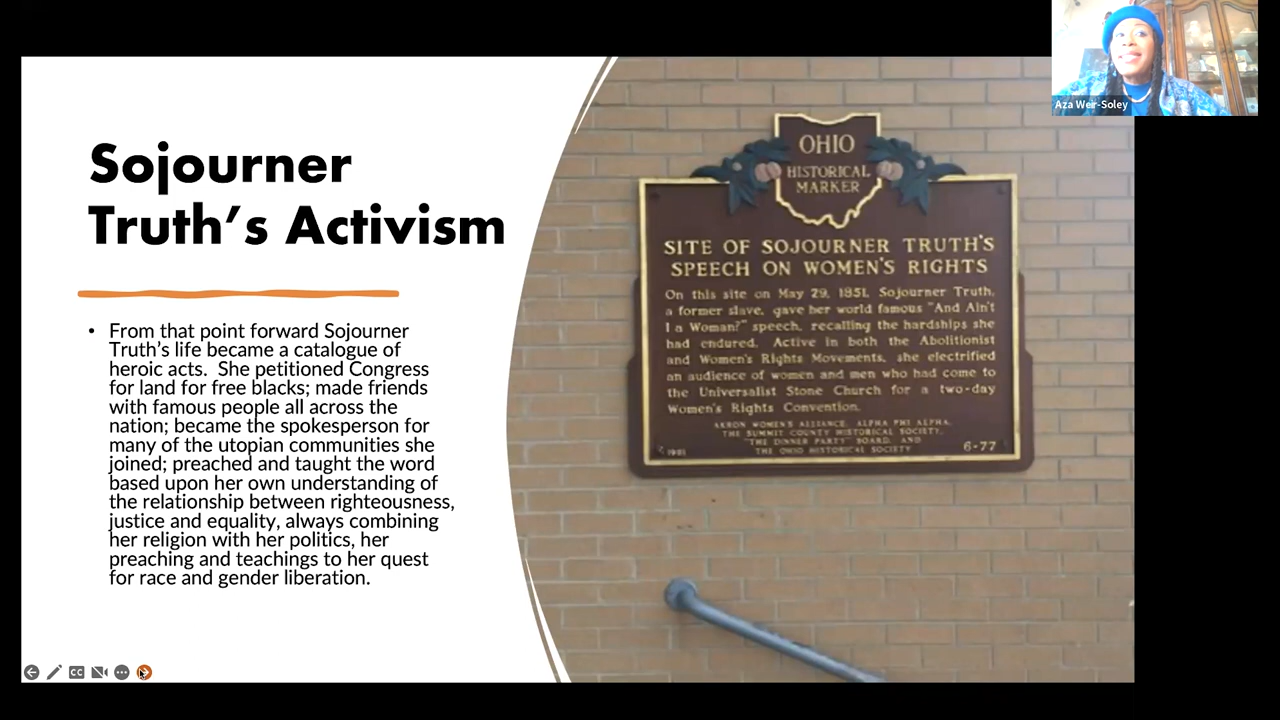 Aza Weir-Soley
Sojourner
Truth's Activism
• From that point forward Sojourner
Truth's life became a catalogue of
heroic acts.  She petitioned Congress
for land for free blacks; made friends
with famous people all across the
nation; became the spokesperson for
many of the utopian communities she
joined; preached and taught the word
based upon her own understanding of
the relationship between righteousness,
justice and equality, always combining
her religion with her politics, her
preaching and teachings to her quest
for race and gender liberation.
OHIO
HISTORICAL
MARKER
SITE OF SOJOURNER TRUTH'S
SPEECH ON WOMEN'S RIGHTS
On this site on May 29, 1851, Sojourner Truth,
a former slave, gave her world famous "And Ain't
I a Woman?" speech, recalling the hardships she
had endured. Active in both the Abolitionist
and Women's Rights Movements, she electrified
an audience of women and men who had come to
the Universalist Stone Church for a two-day
Women's Rights Convention.
AKRON WOMEN'S ALLIANCE, ALPHA PHI ALPHA,
THE SUMMIT COUNTY HISTORICAL SOCIETY,
"THE DINNER PARTY" BOARD, AND
THE OHIO HISTORICAL SOCIETY
1981
6-77
CC